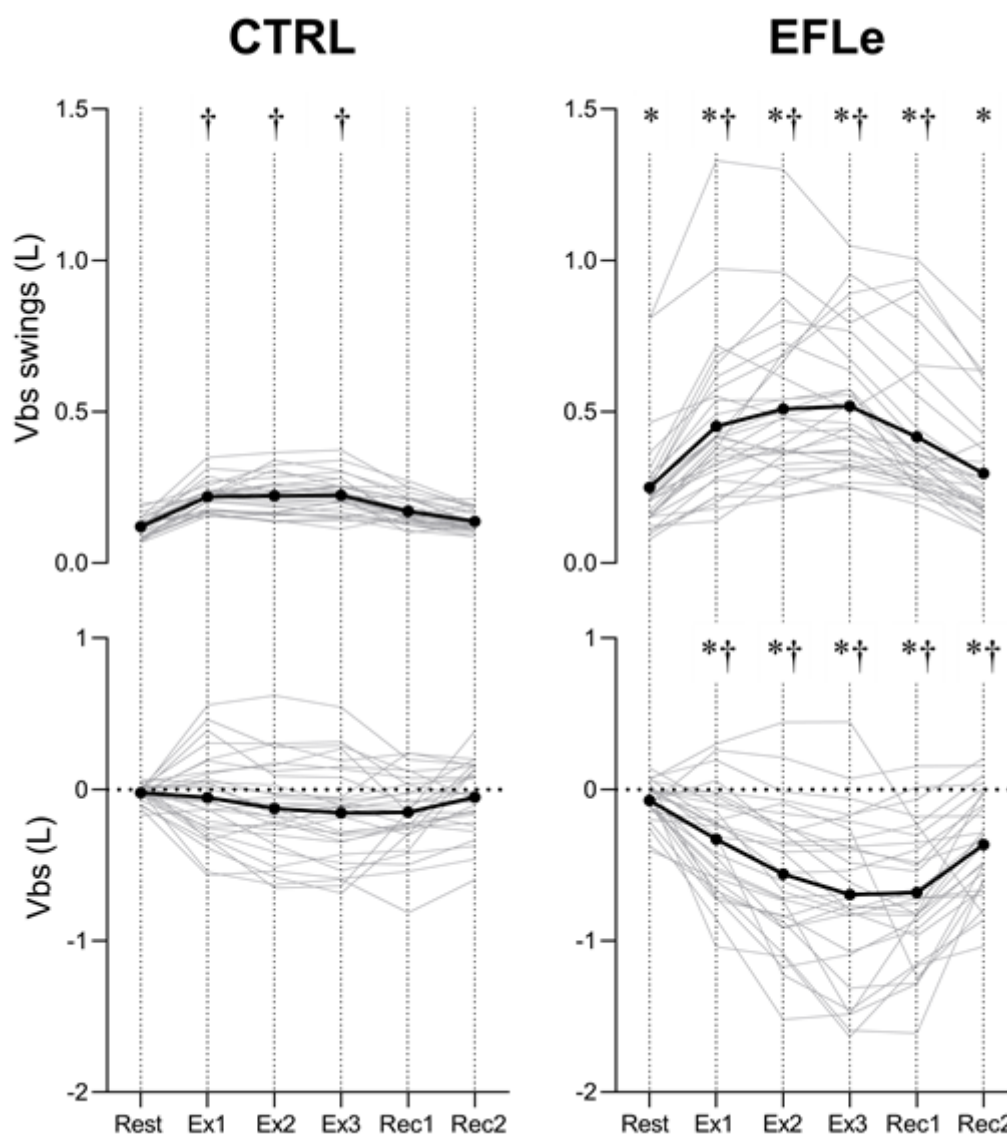 CTRL
EFLe
Vbs swings (L)
1.5
1.0
0.5
0.0
† † †
1.5
1.0
0.5
0.0
* *† *† *† *† *
Vbs (L)
1
0
-1
-2
Rest Ex1 Ex2 Ex3 Rec1 Rec2
1
0
-1
-2
*† *† *† *† *†
Rest Ex1 Ex2 Ex3 Rec1 Rec2